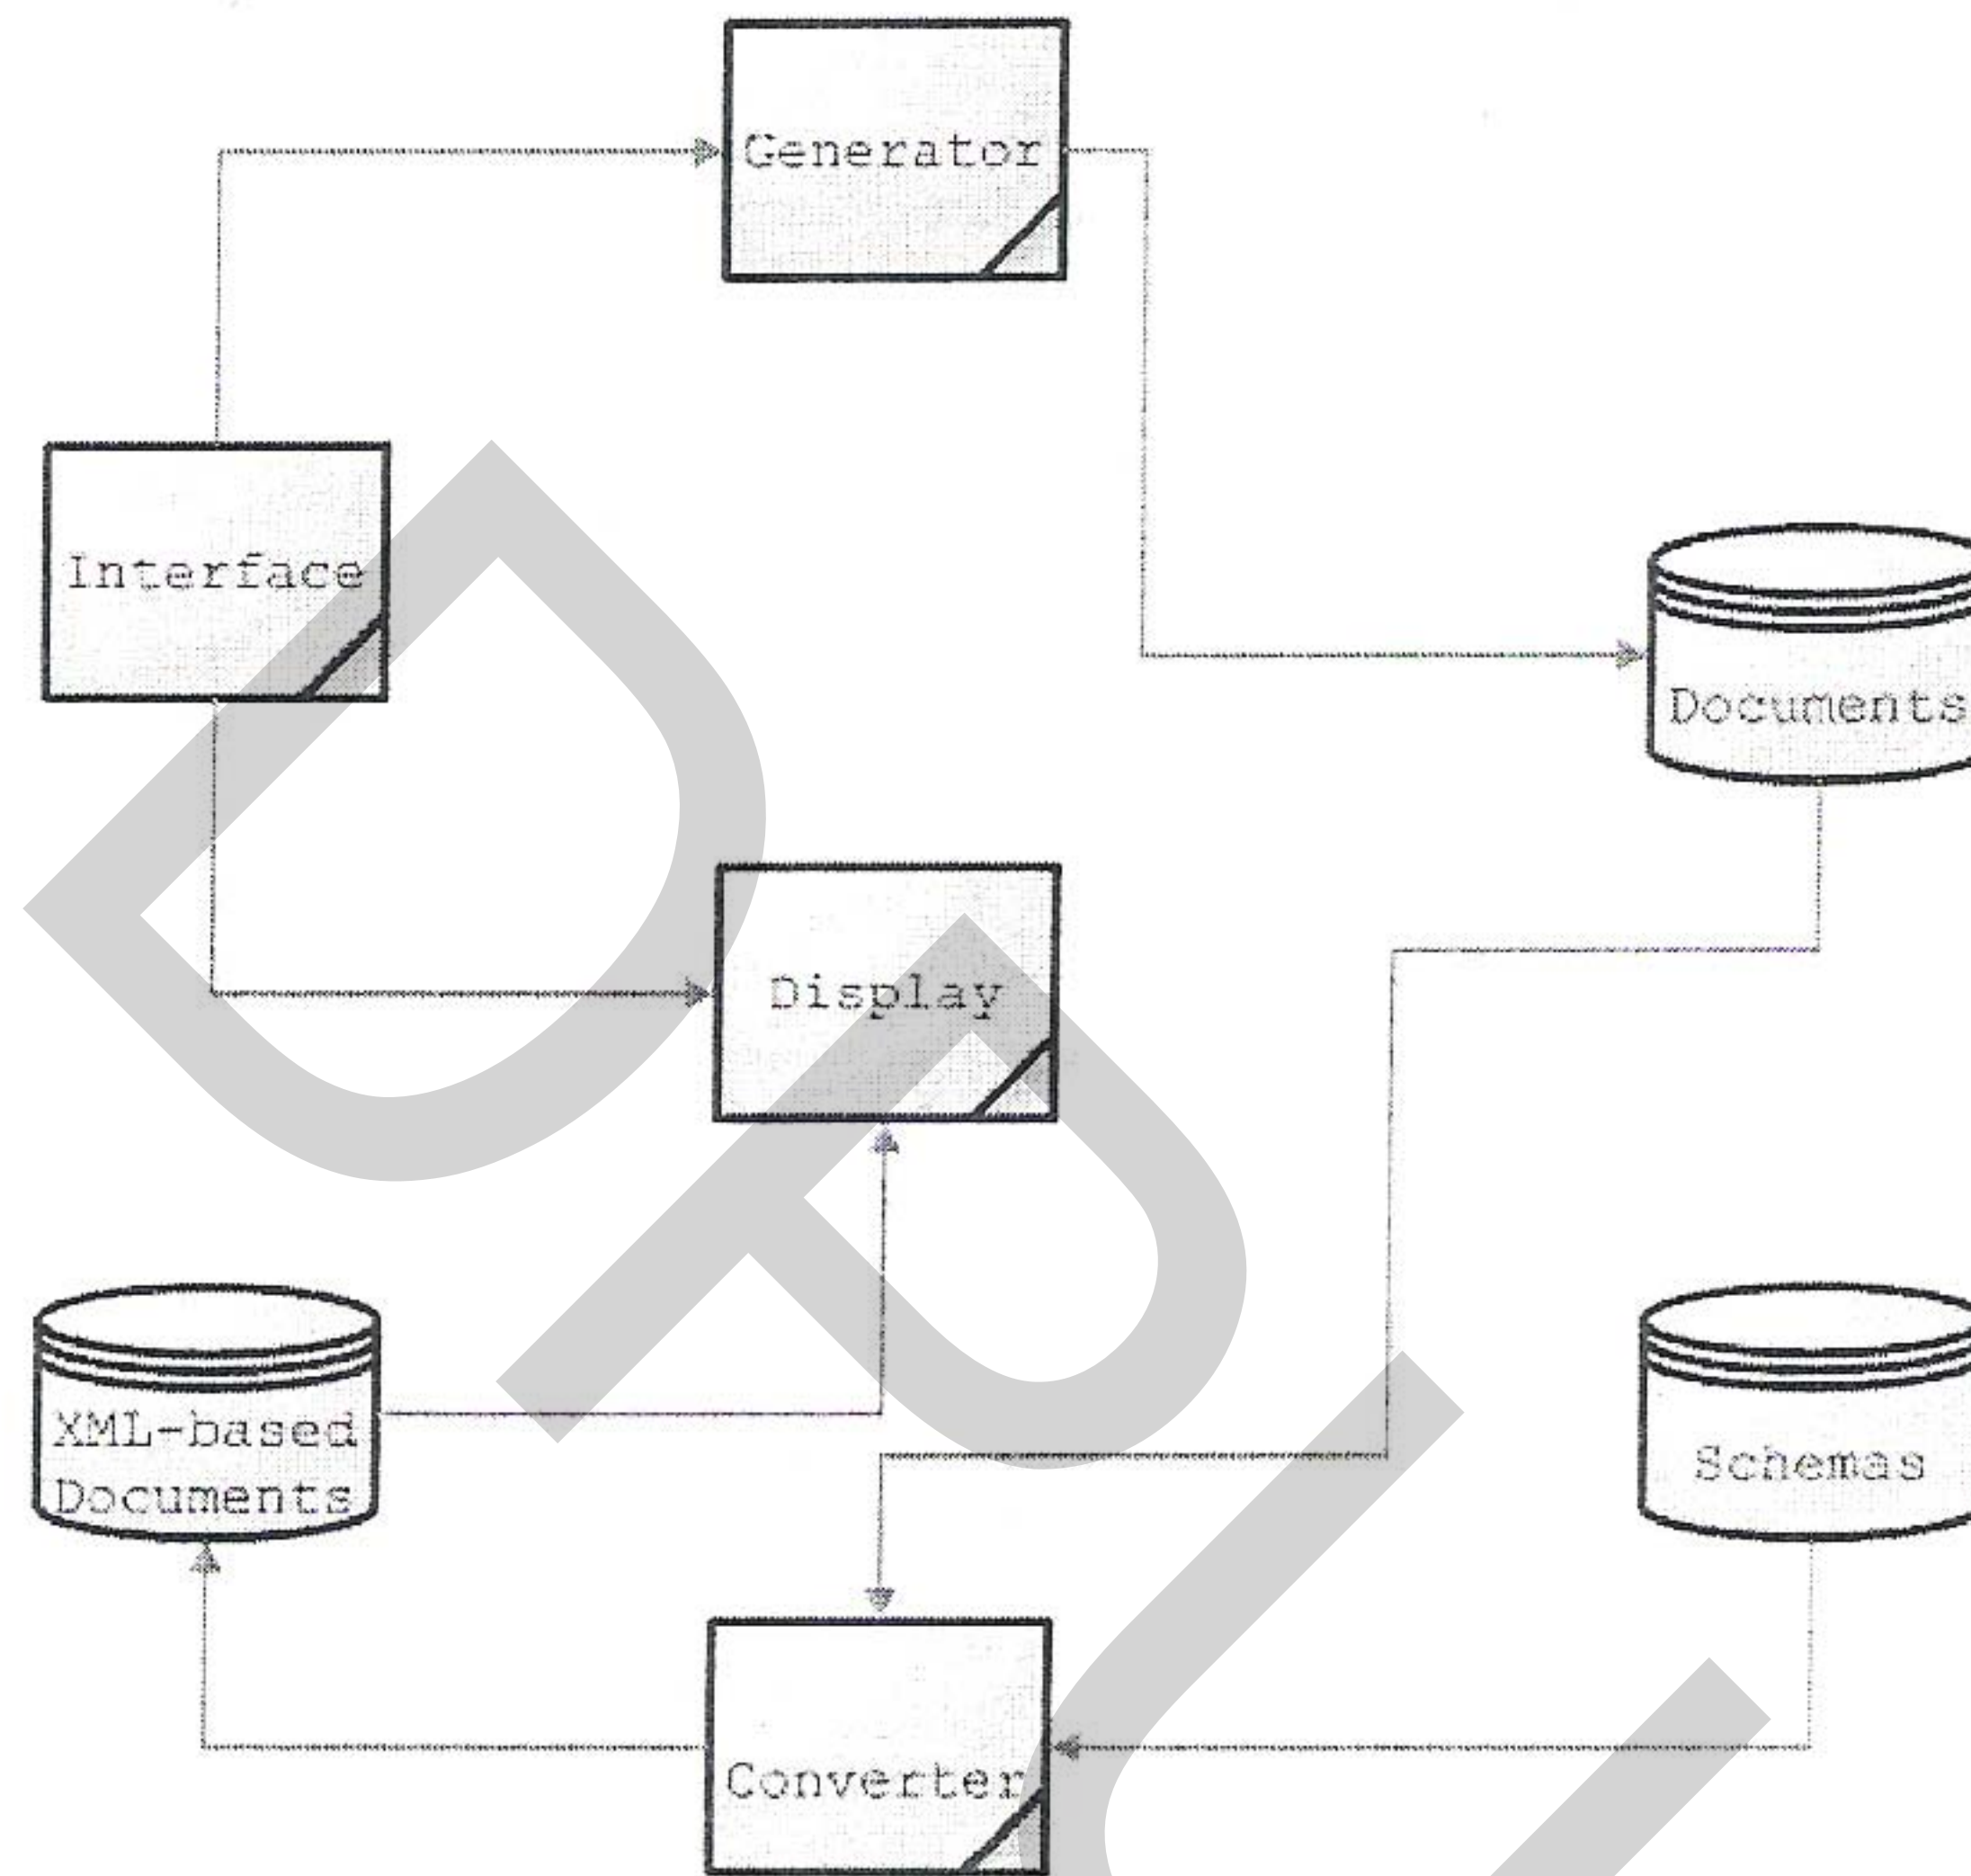 Generator
Interface
Documents
Display
XML-based
Documents
Schemas
Converter